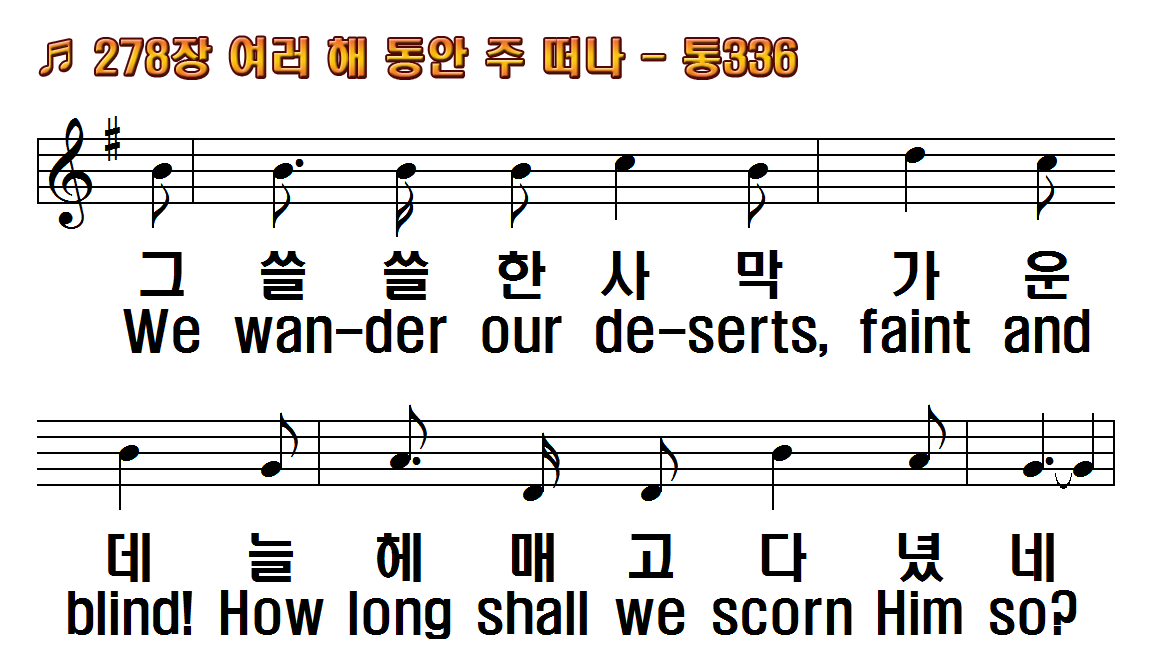 ♬ 278장 여러 해 동안 주 떠나 - 통336
그 쓸 쓸 한 사 막 가 운
We wan-der our de-serts, faint and
데 늘 헤 매 고 다 녔 네
blind! How long shall we scorn Him so?